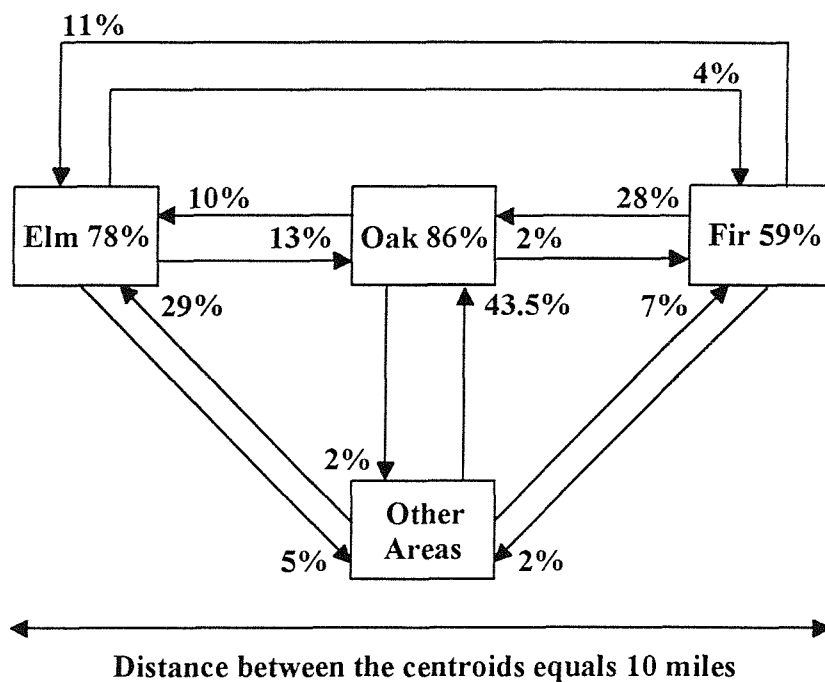 11%
4%
10%
28%
Elm 78%
Oak 86%
Fir 59%
13%
2%
29%
43.5%
7%
2%
Other
Areas
5%
2%
Distance between the centroids equals 10 miles